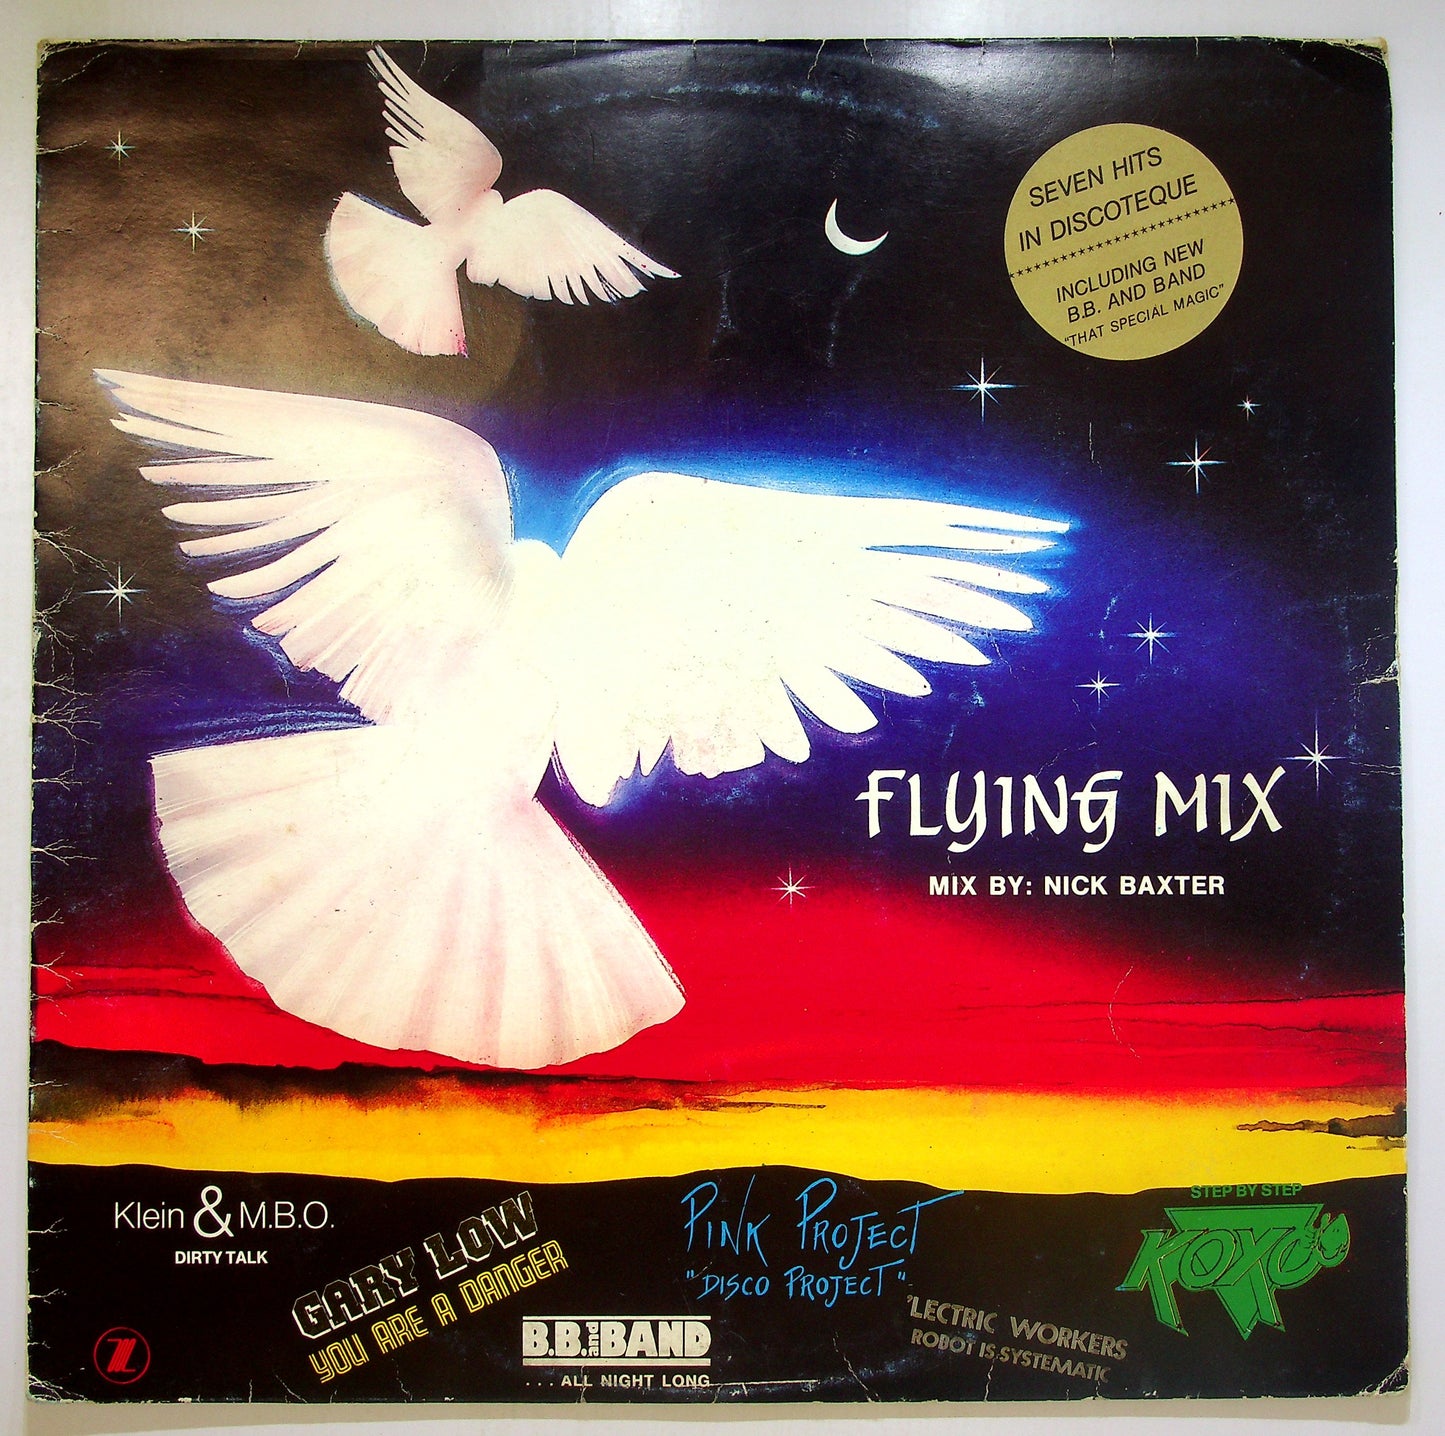 SEVEN HITS
IN DISCOTEQUE
INCLUDING NEW
B.B. AND BAND
"THAT SPECIAL MAGIC"
FLYING MIX
MIX BY: NICK BAXTER
Klein & M.B.O.
DIRTY TALK
GARY LOW
YOU ARE A DANGER
B.B. and BAND
...ALL NIGHT LONG
PINK PROJECT
"DISCO PROJECT"
'LECTRIC WORKERS
ROBOT IS SYSTEMATIC
STEP BY STEP
KOXO